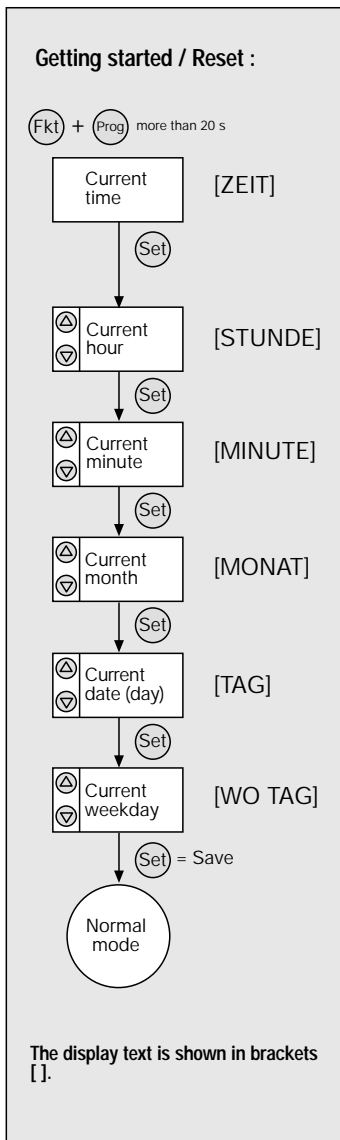 Getting started / Reset :
Fkt + Prog more than 20 s
Current
time
[ZEIT]
Set
Current
hour
[STUNDE]
Set
Current
minute
[MINUTE]
Set
Current
month
[MONAT]
Set
Current
date (day)
[TAG]
Set
Current
weekday
[WO TAG]
Set = Save
Normal
mode
The display text is shown in brackets
[ ].